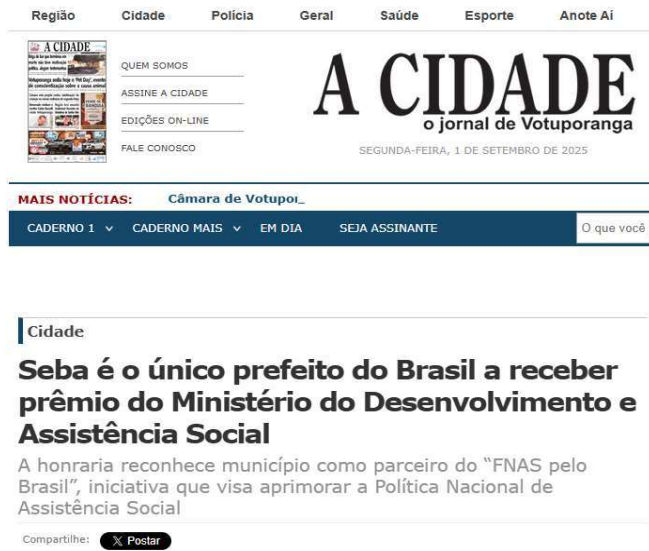 Região Cidade Polícia Geral Saúde Esporte Anote Aí
A CIDADE
QUEM SOMOS
ASSINE A CIDADE
EDIÇÕES ON-LINE
FALE CONOSCO
A CIDADE
o jornal de Votuporanga
SEGUNDA-FEIRA, 1 DE SETEMBRO DE 2025
MAIS NOTÍCIAS: Câmara de Votupor_
CADERNO 1 CADERNO MAIS EM DIA SEJA ASSINANTE O que você
Cidade
Seba é o único prefeito do Brasil a receber
prêmio do Ministério do Desenvolvimento e
Assistência Social
A honraria reconhece município como parceiro do “FNAS pelo
Brasil”, iniciativa que visa aprimorar a Política Nacional de
Assistência Social
Compartilhe: X Postar